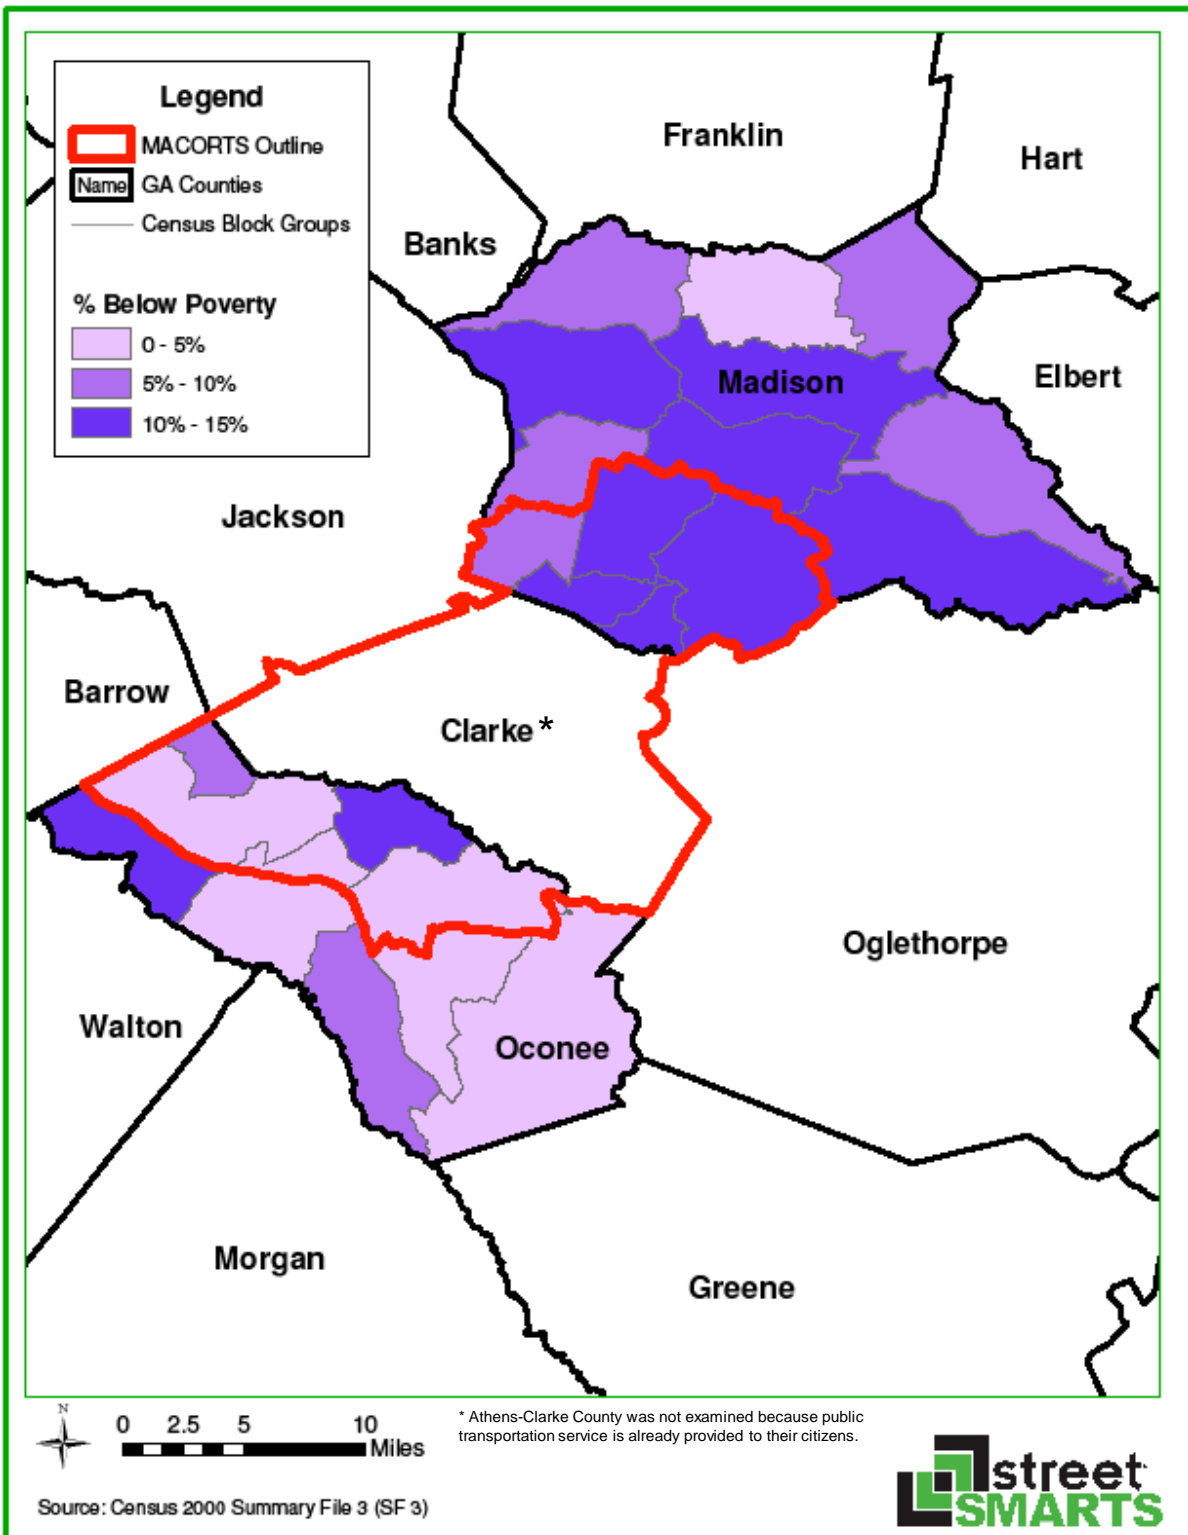 Legend
MACORTS Outline
Name GA Counties
Census Block Groups
% Below Poverty
0 - 5%
5% - 10%
10% - 15%
Franklin
Hart
Banks
Madison
Elbert
Jackson
Barrow
Clarke*
Oglethorpe
Walton
Oconee
Morgan
Greene
N
0 2.5 5 10
Miles
* Athens-Clarke County was not examined because public
transportation service is already provided to their citizens.
Source: Census 2000 Summary File 3 (SF 3)
street
SMARTS